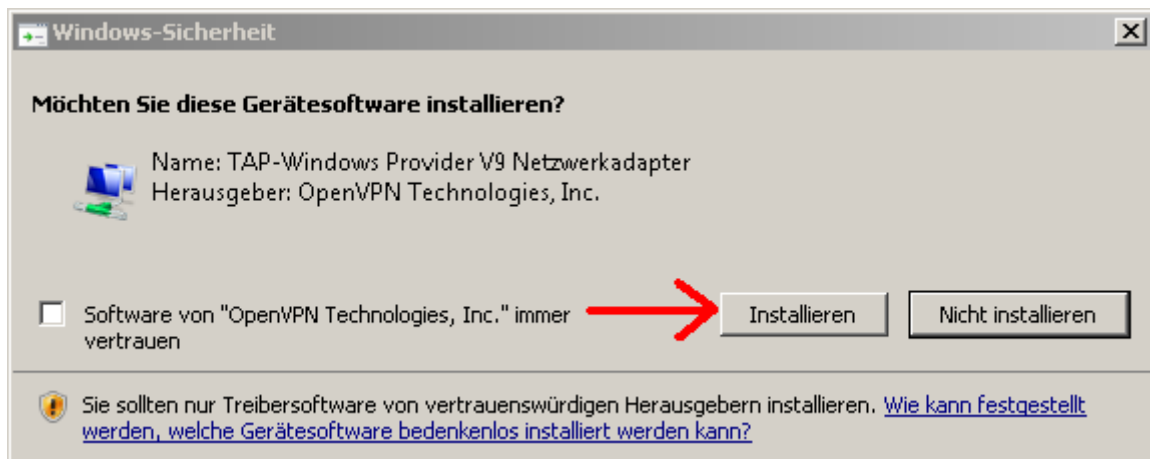 Windows-Sicherheit
Möchten Sie diese Gerätesoftware installieren?
Name: TAP-Windows Provider V9 Netzwerkadapter
Herausgeber: OpenVPN Technologies, Inc.
Software von "OpenVPN Technologies, Inc." immer
vertrauen
Installieren
Nicht installieren
Sie sollten nur Treibersoftware von vertrauenswürdigen Herausgebern installieren. Wie kann festgestellt
werden, welche Gerätesoftware bedenkenlos installiert werden kann?